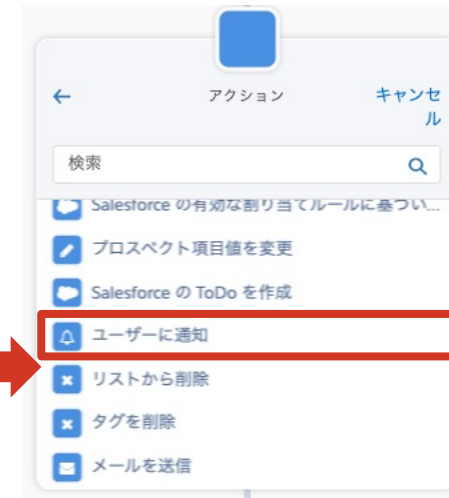 アクション
キャンセ
ル
検索
Salesforce の有効な割り当てルールに基づい...
プロスペクト項目値を変更
Salesforce の ToDo を作成
ユーザーに通知
リストから削除
タグを削除
メールを送信